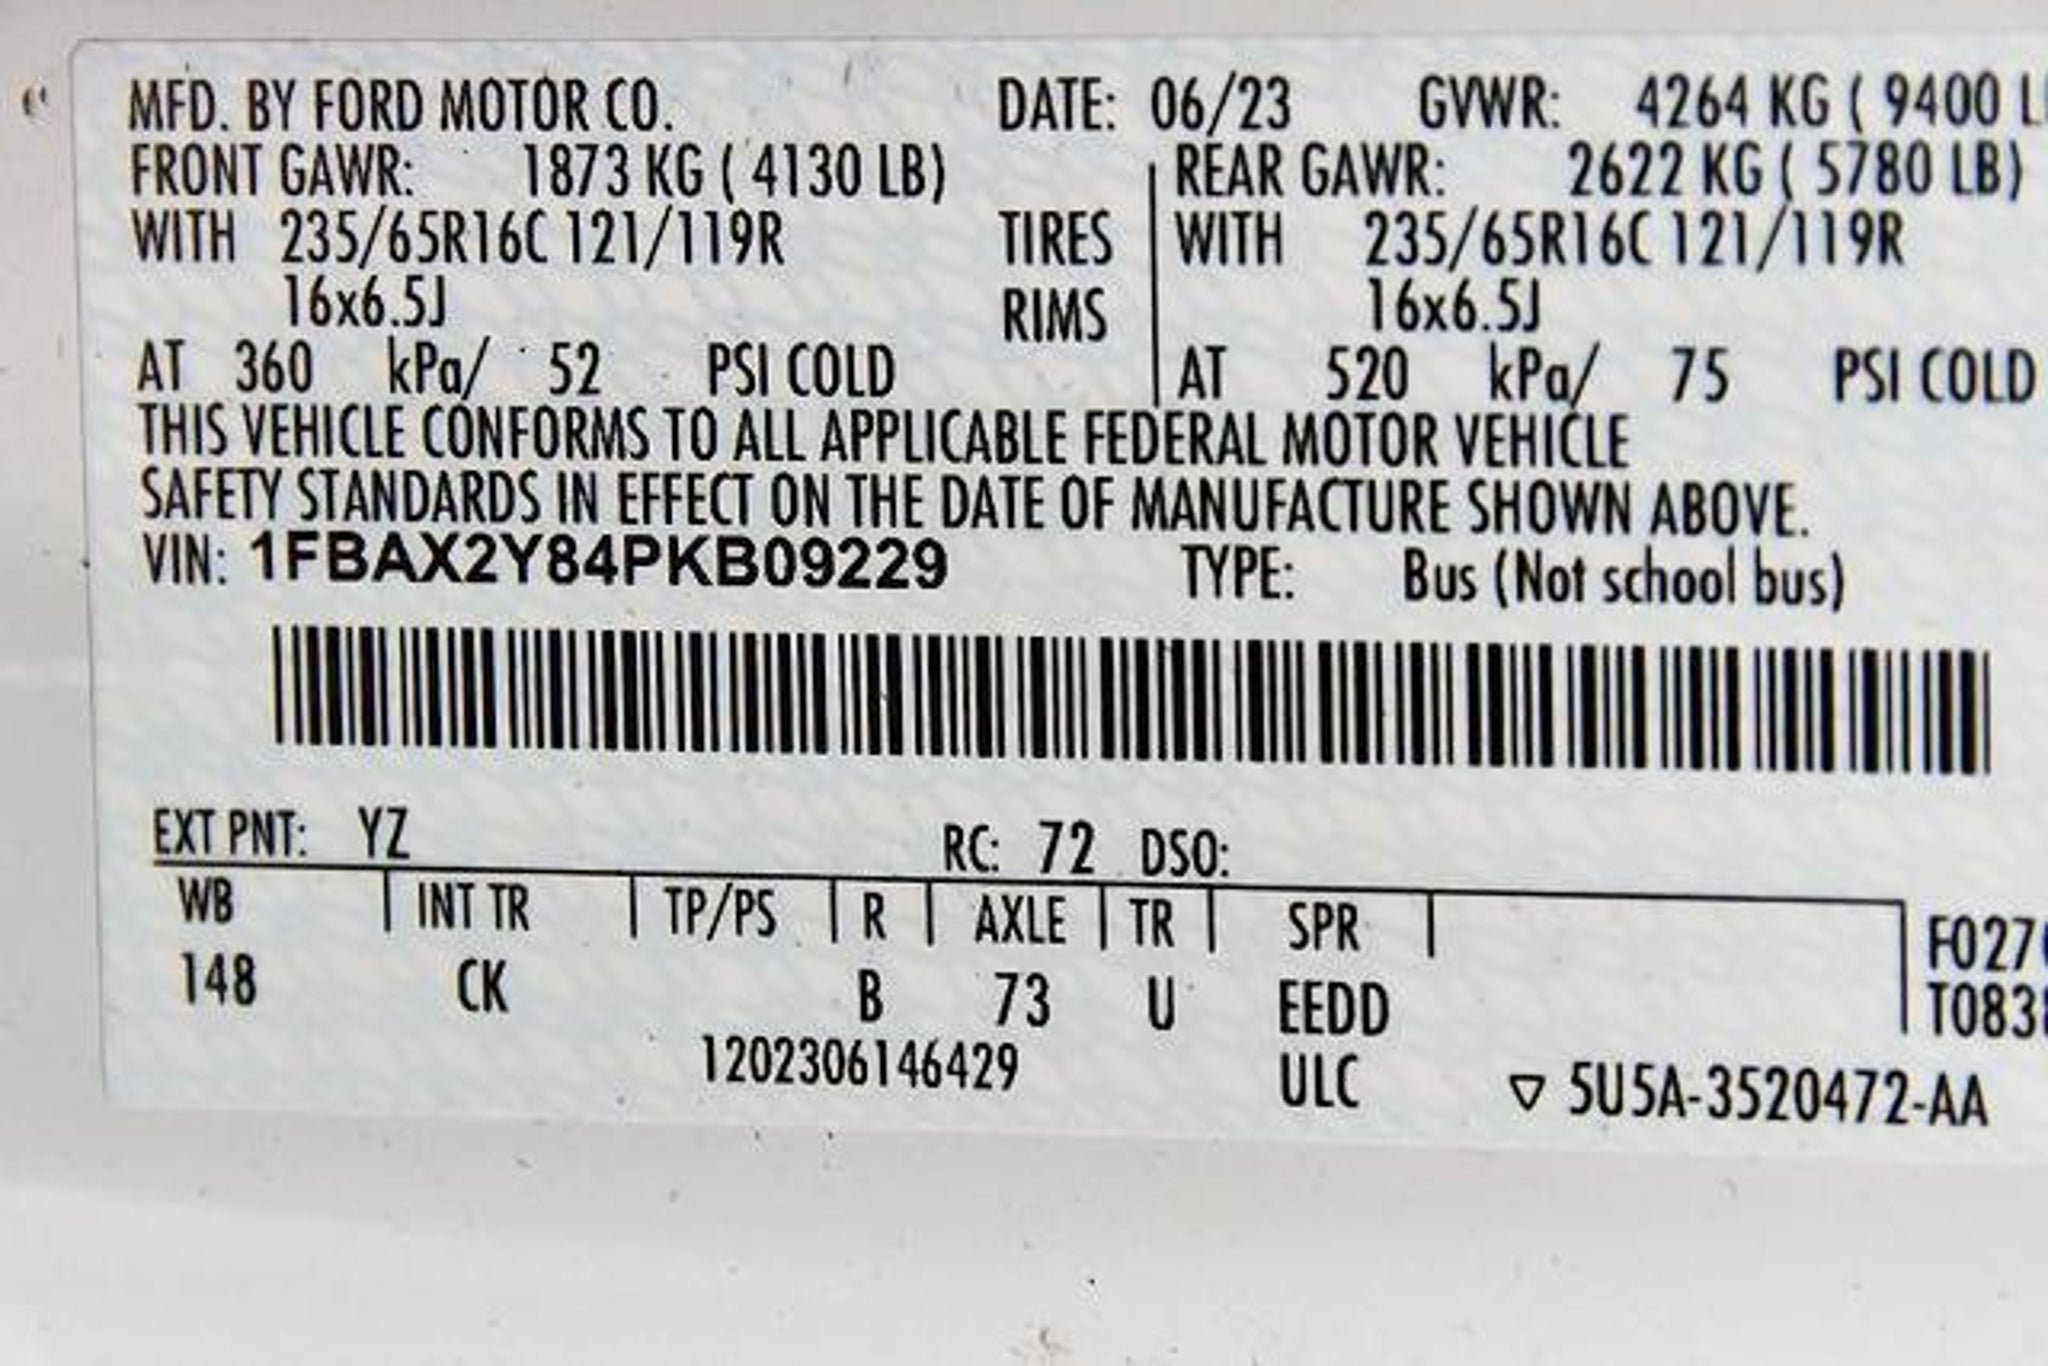 MFD. BY FORD MOTOR CO. DATE: 06/23 GVWR: 4264 KG ( 9400 L
FRONT GAWR: 1873 KG ( 4130 LB) REAR GAWR: 2622 KG ( 5780 LB)
WITH 235/65R16C 121/119R TIRES WITH 235/65R16C 121/119R
16x6.5J RIMS 16x6.5J
AT 360 kPa/ 52 PSI COLD AT 520 kPa/ 75 PSI COLD
THIS VEHICLE CONFORMS TO ALL APPLICABLE FEDERAL MOTOR VEHICLE
SAFETY STANDARDS IN EFFECT ON THE DATE OF MANUFACTURE SHOWN ABOVE.
VIN: 1FBAX2Y84PKB09229 TYPE: Bus (Not school bus)
EXT PNT: YZ RC: 72 DSO:
WB INT TR TP/PS R AXLE TR SPR F027
148 CK B 73 U EEDD T083
1202306146429 ULC ▽ 5U5A-3520472-AA